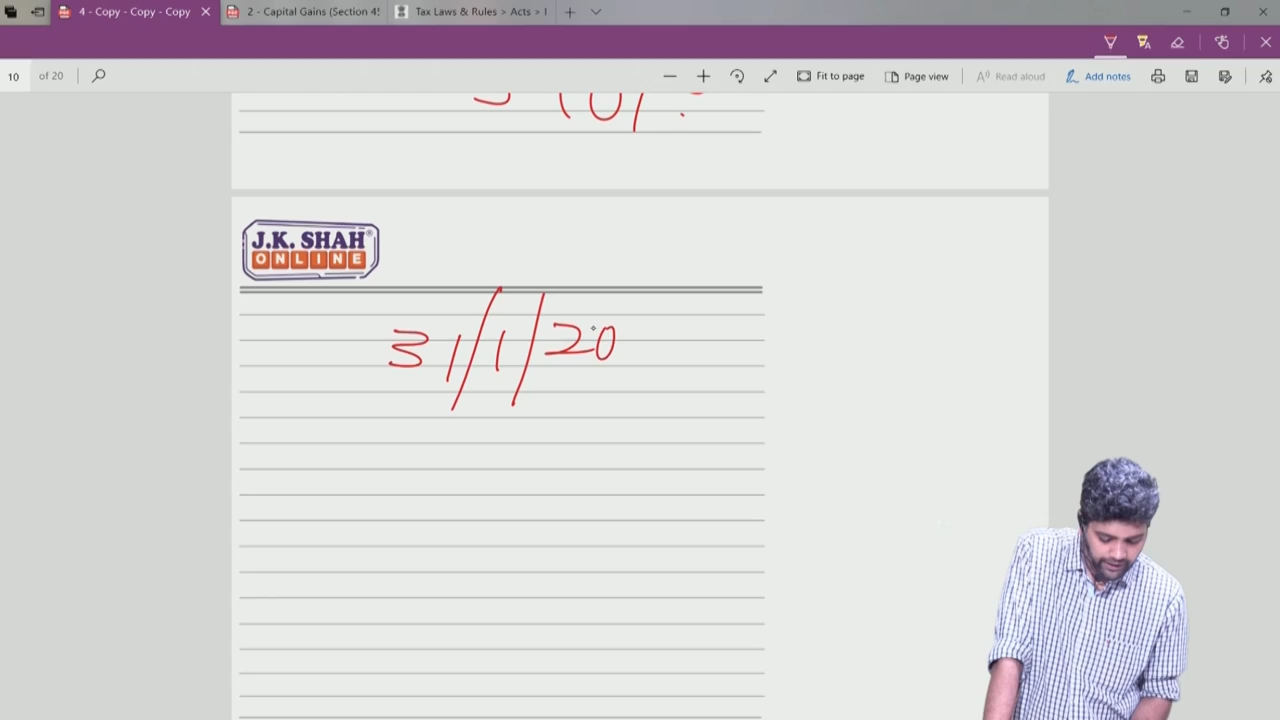 4 - Copy - Copy - Copy
2 - Capital Gains (Section 4!
Tax Laws & Rules > Acts > I
10 of 20
Fit to page
Page view
Read aloud
Add notes
J.K. SHAH®
ONLINE
31/1/20